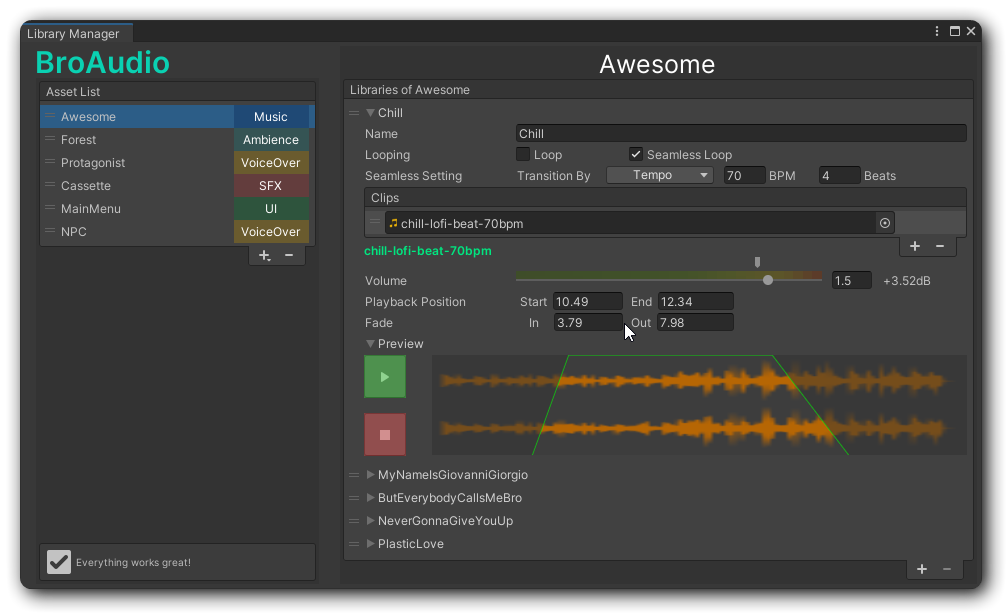 Library Manager
BroAudio
Asset List
Awesome Music
Forest Ambience
Protagonist VoiceOver
Cassette SFX
MainMenu UI
NPC VoiceOver
Everything works great!
Awesome
Libraries of Awesome
Chill
Name Chill
Looping Loop Seamless Loop
Seamless Setting Transition By Tempo 70 BPM 4 Beats
Clips
chill-lofi-beat-70bpm
chill-lofi-beat-70bpm
Volume 1.5 +3.52dB
Playback Position Start 10.49 End 12.34
Fade In 3.79 Out 7.98
Preview
MyNameIsGiovanniGiorgio
ButEverybodyCallsMeBro
NeverGonnaGiveYouUp
PlasticLove